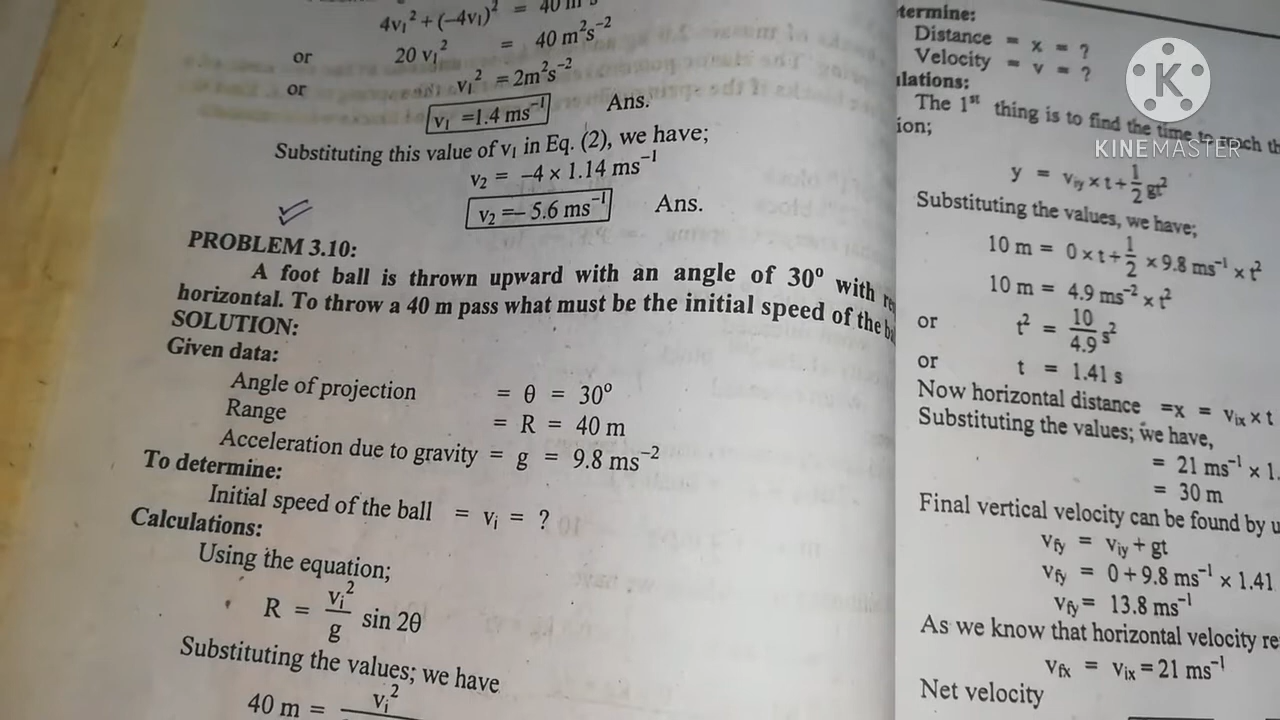 4v₁² + (-4v₁)² = 40 m
or 20 v₁² = 40 m²s⁻²
or v₁² = 2m²s⁻²
v₁ =1.4 ms⁻¹ Ans.
Substituting this value of v₁ in Eq. (2), we have;
v₂ = -4 × 1.14 ms⁻¹
v₂ =- 5.6 ms⁻¹ Ans.
PROBLEM 3.10:
A foot ball is thrown upward with an angle of 30° with
horizontal. To throw a 40 m pass what must be the initial speed of the
SOLUTION:
Given data:
Angle of projection = θ = 30°
Range = R = 40 m
Acceleration due to gravity = g = 9.8 ms⁻²
To determine:
Initial speed of the ball = vᵢ = ?
Calculations:
Using the equation;
R = vᵢ²/g sin 2θ
Substituting the values; we have
40 m = vᵢ²
termine:
Distance = x = ?
Velocity = v = ?
lations:
The 1st thing is to find the time to reach th
ion;
y = viy × t + 1/2 gt²
Substituting the values, we have;
10 m = 0 × t + 1/2 × 9.8 ms⁻¹ × t²
10 m = 4.9 ms⁻² × t²
or t² = 10/4.9 s²
or t = 1.41 s
Now horizontal distance =x = vix × t
Substituting the values; we have,
= 21 ms⁻¹ × 1.
= 30 m
Final vertical velocity can be found by u
vfy = viy + gt
vfy = 0 + 9.8 ms⁻¹ × 1.41
vfy = 13.8 ms⁻¹
As we know that horizontal velocity re
vfx = vix = 21 ms⁻¹
Net velocity
K
KINEMASTER